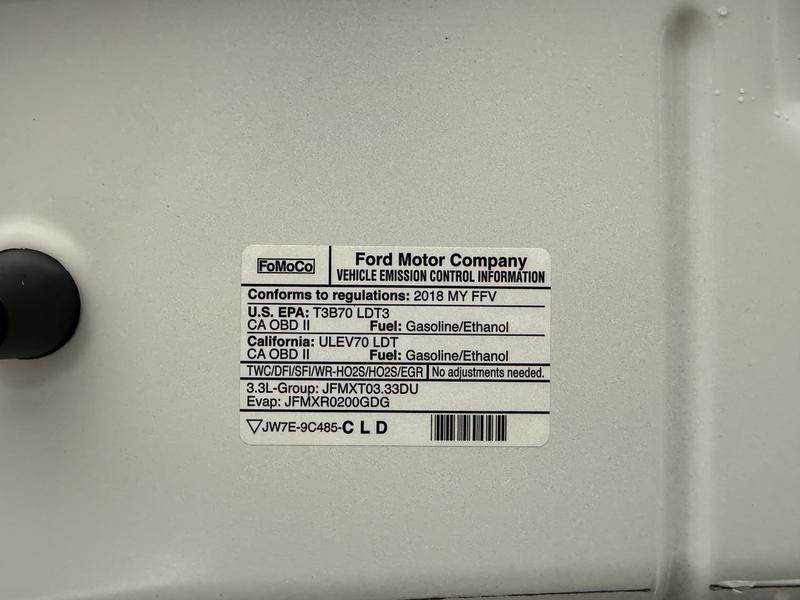 FoMoCo
Ford Motor Company
VEHICLE EMISSION CONTROL INFORMATION
Conforms to regulations: 2018 MY FFV
U.S. EPA: T3B70 LDT3
CA OBD II Fuel: Gasoline/Ethanol
California: ULEV70 LDT
CA OBD II Fuel: Gasoline/Ethanol
TWC/DFI/SFI/WR-HO2S/HO2S/EGR No adjustments needed.
3.3L-Group: JFMXT03.33DU
Evap: JFMXR0200GDG
JW7E-9C485-CLD